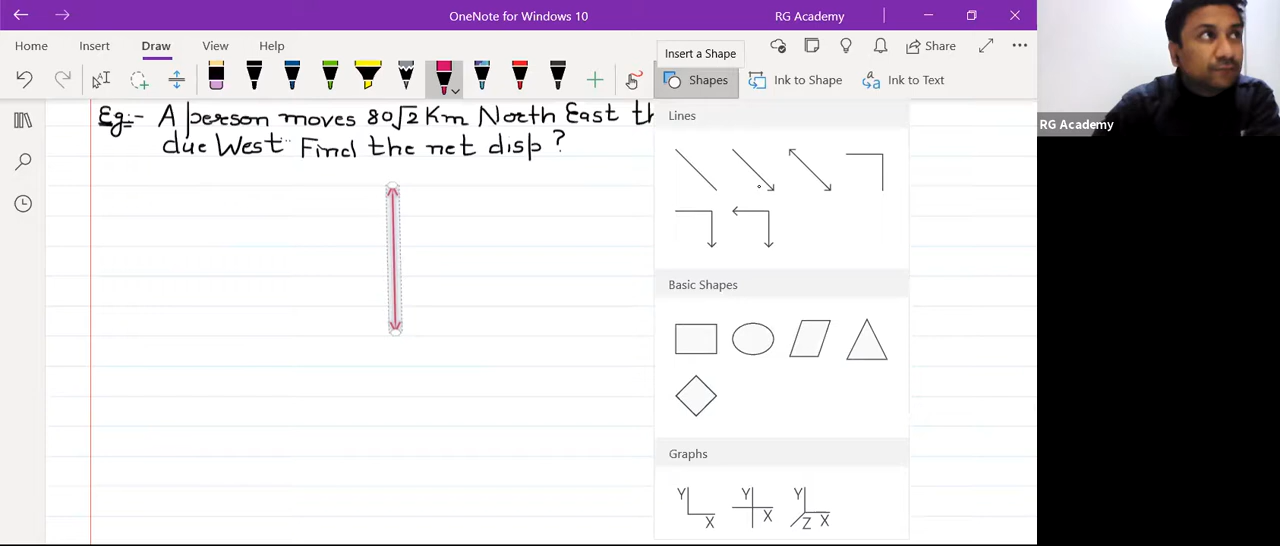 OneNote for Windows 10
RG Academy
Home Insert Draw View Help
Insert a Shape
Share
Shapes
Ink to Shape
Ink to Text
RG Academy
Eg:- A person moves 80√2 Km North East
due West Find the net disp ?
Lines
Basic Shapes
Graphs
Y X
Y X
Y Z X